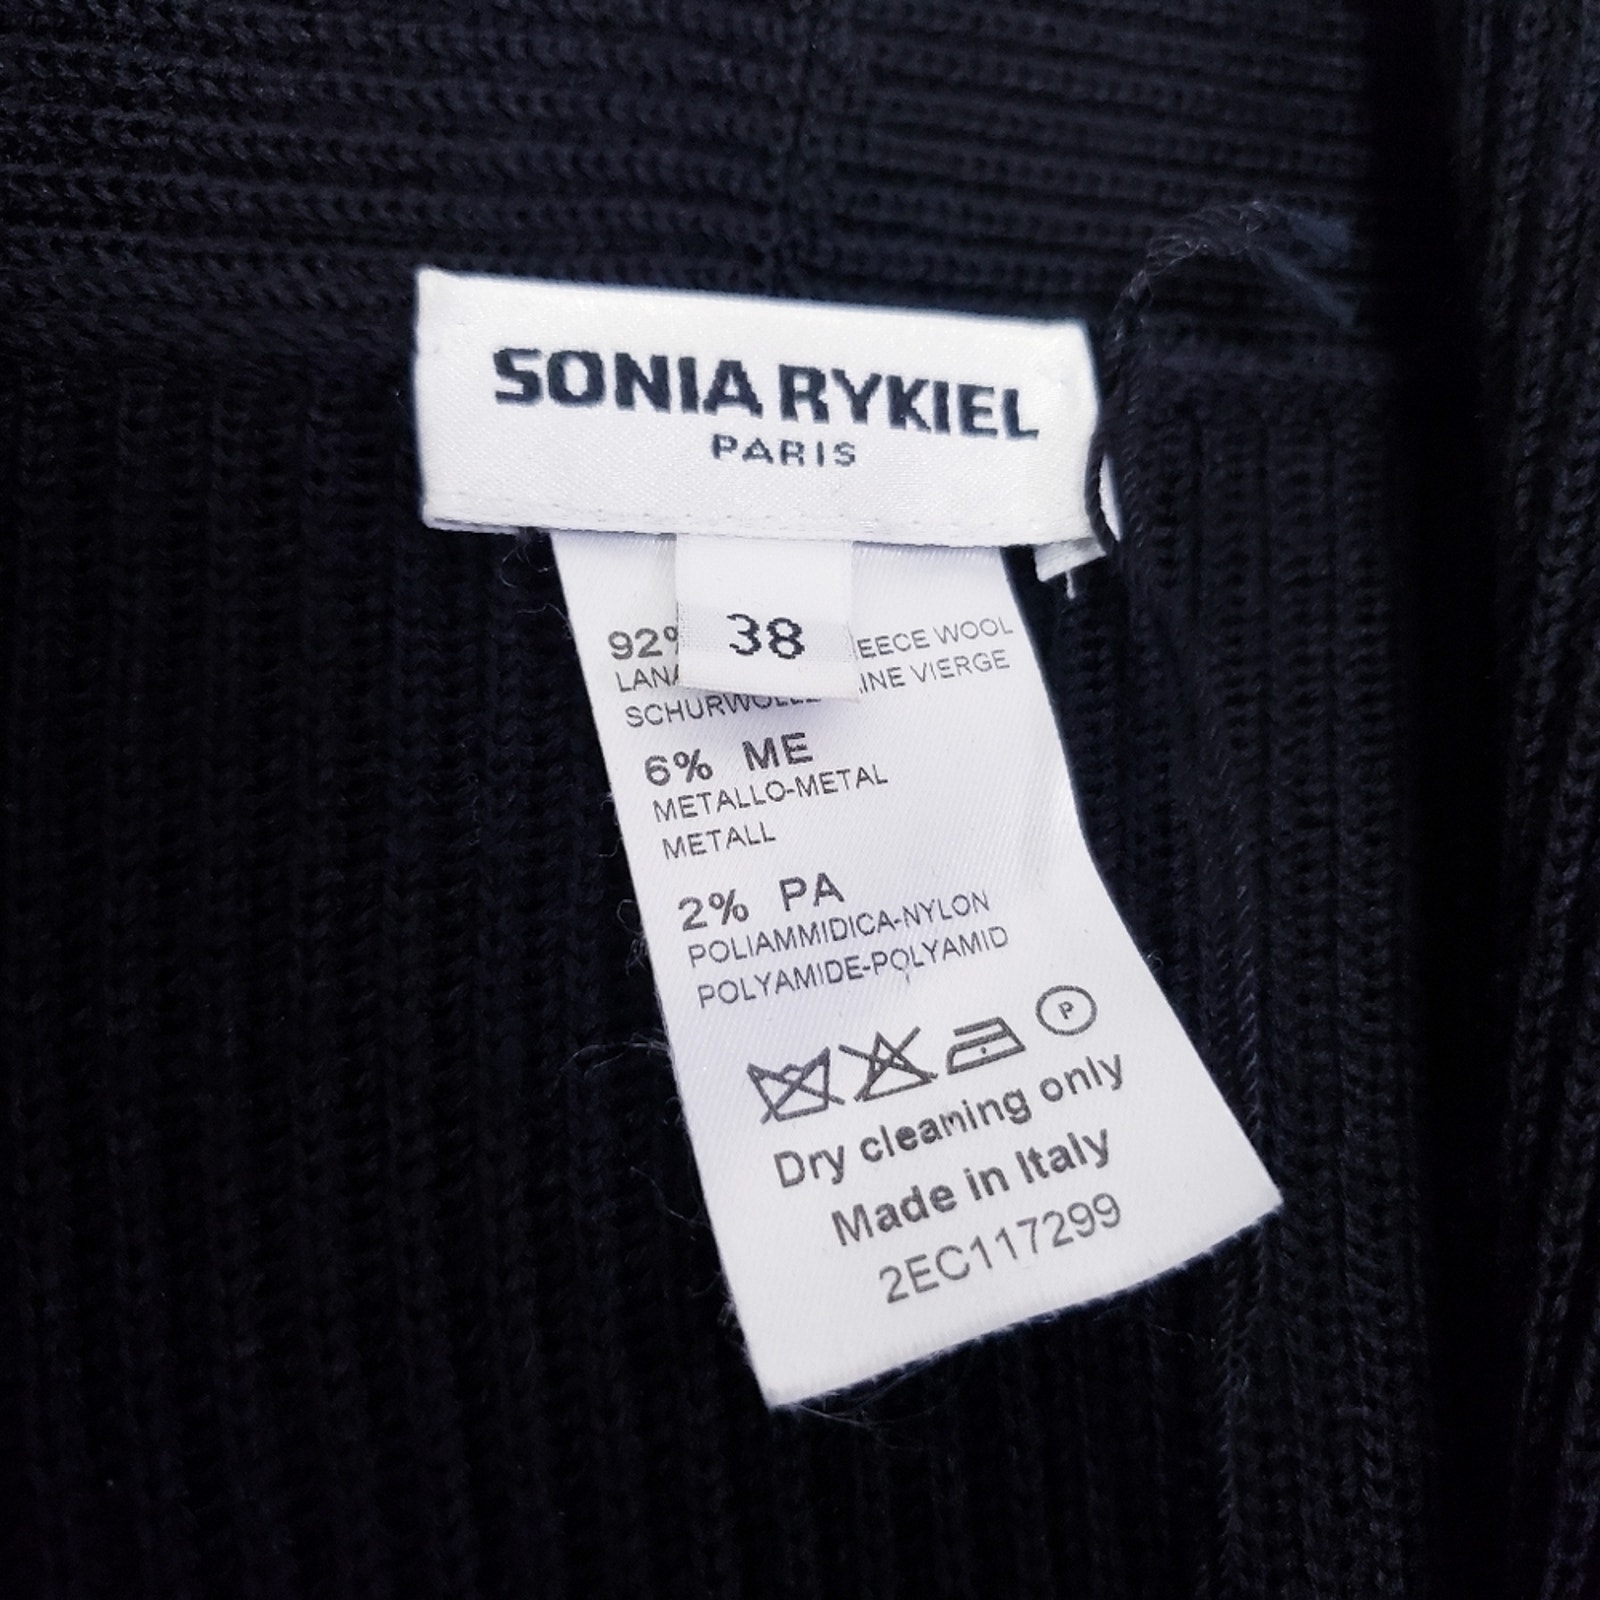 SONIA RYKIEL
PARIS
38
92%
EECE WOOL
LANA
INE VIERGE
SCHURWOLLE
6% ME
METALLO-METAL
METALL
2% PA
POLIAMMIDICA-NYLON
POLYAMIDE-POLYAMID
P
Dry cleaning only
Made in Italy
2EC117299